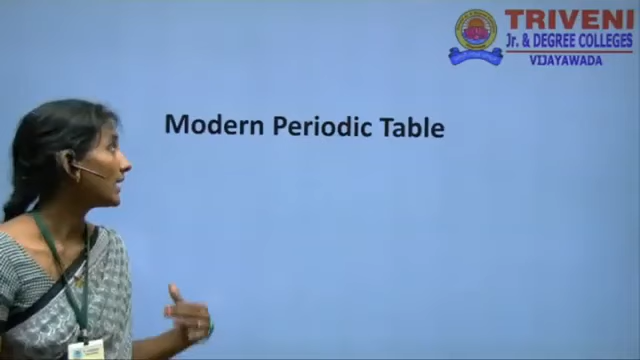 TRIVENI
Jr. & DEGREE COLLEGES
VIJAYAWADA
Modern Periodic Table